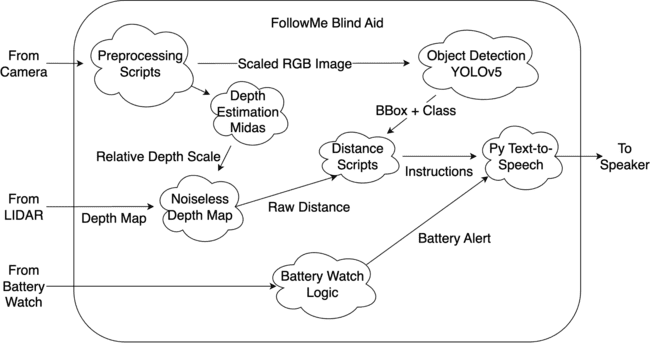 FollowMe Blind Aid
From
Camera
Preprocessing
Scripts
Scaled RGB Image
Object Detection
YOLOv5
Depth
Estimation
Midas
BBox + Class
Relative Depth Scale
Distance
Scripts
Instructions
Py Text-to-
Speech
To
Speaker
From
LIDAR
Depth Map
Noiseless
Depth Map
Raw Distance
Battery Alert
From
Battery
Watch
Battery Watch
Logic